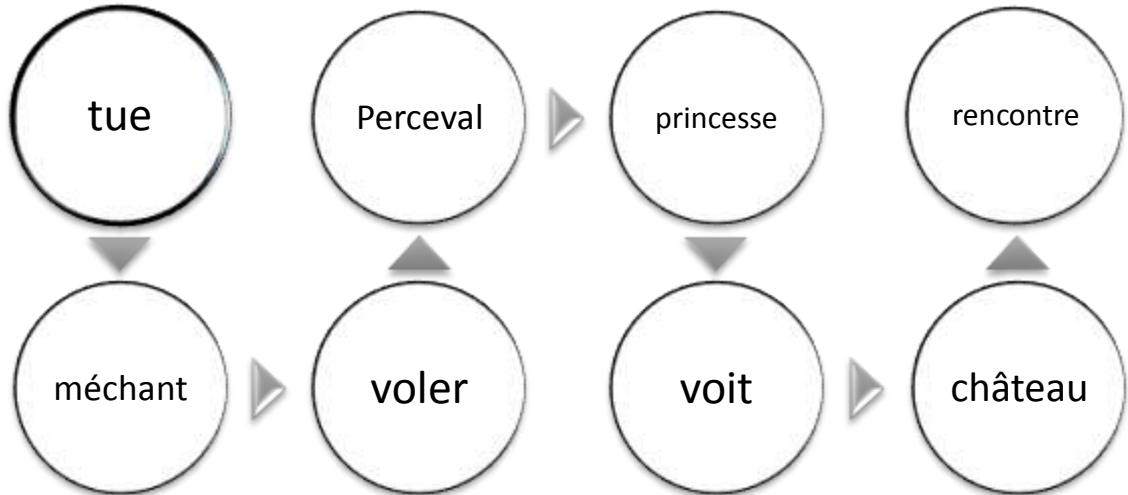 tue
méchant
voler
Perceval
princesse
voit
château
rencontre